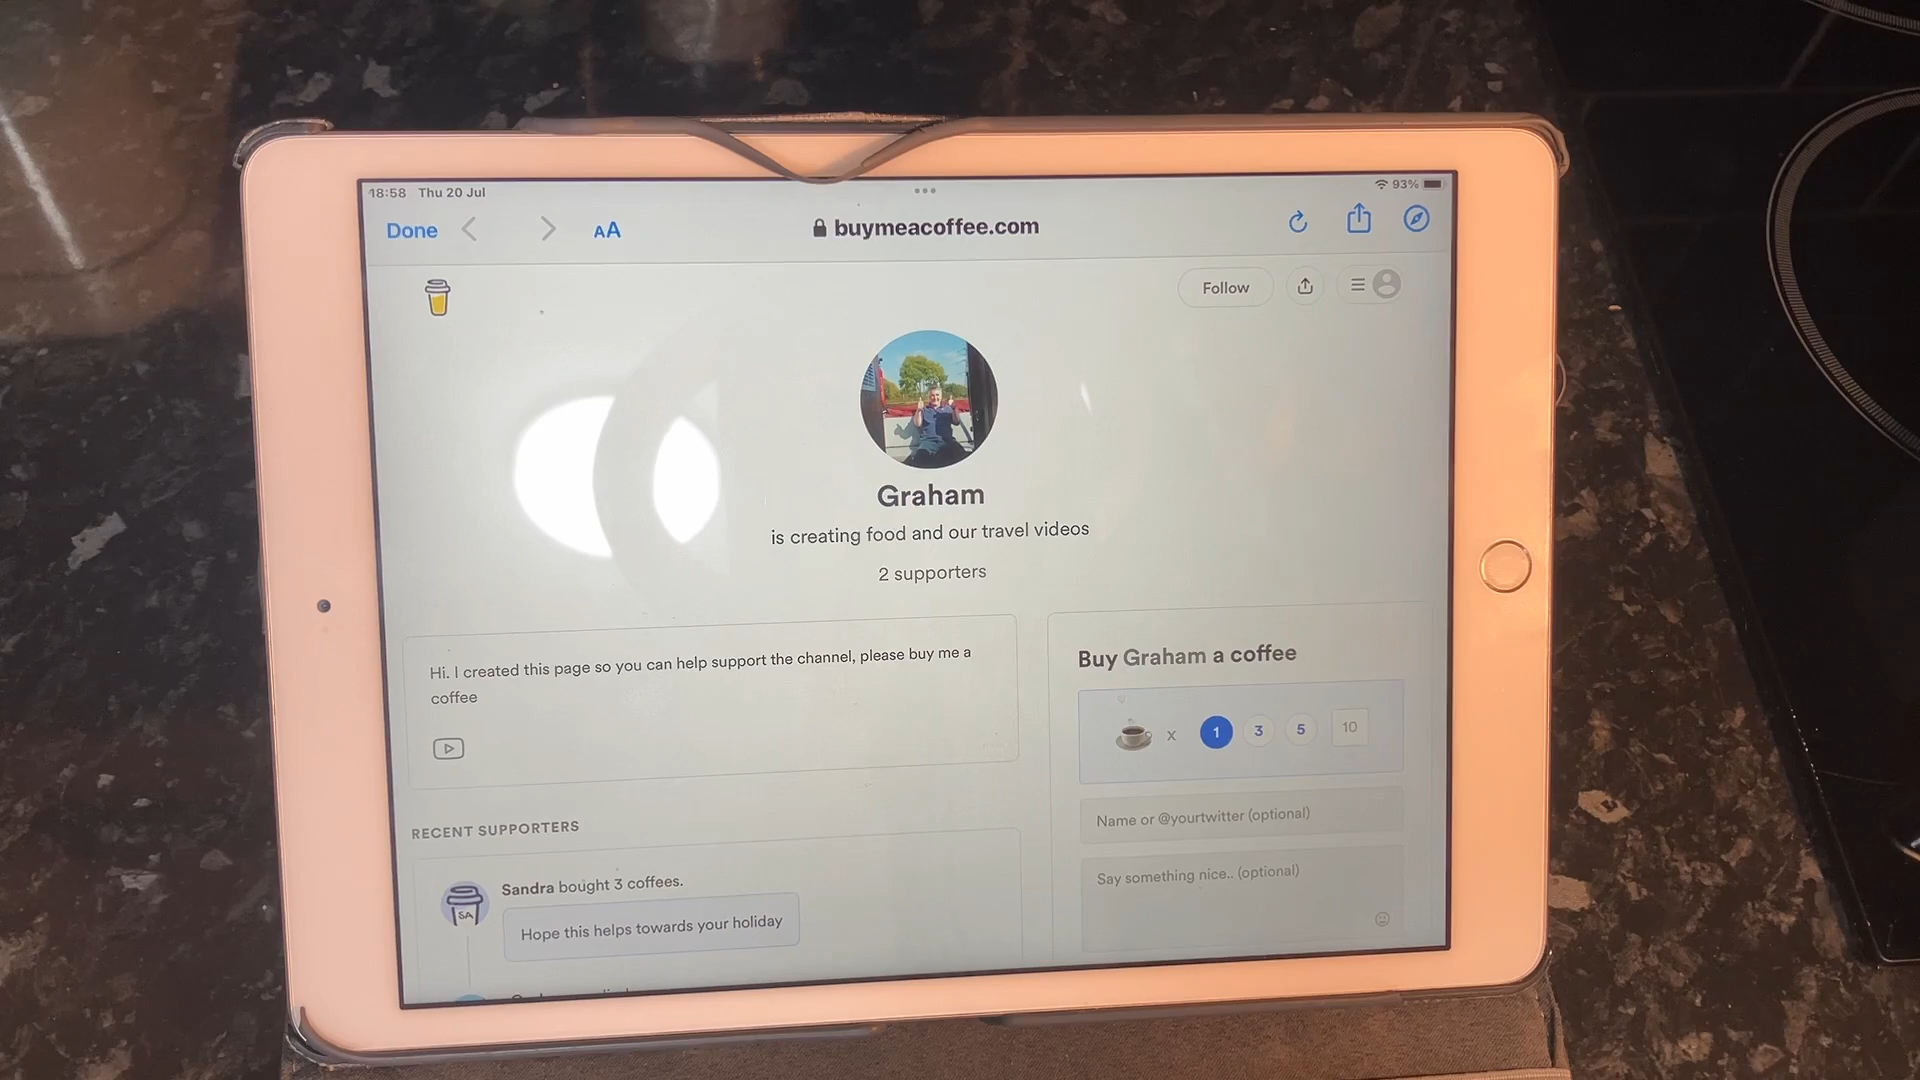 18:58 Thu 20 Jul
93%
Done
AA
buymeacoffee.com
Follow
Graham
is creating food and our travel videos
2 supporters
Hi. I created this page so you can help support the channel, please buy me a
coffee
Buy Graham a coffee
x 1 3 5 10
Name or @yourtwitter (optional)
Say something nice.. (optional)
RECENT SUPPORTERS
SA
Sandra bought 3 coffees.
Hope this helps towards your holiday